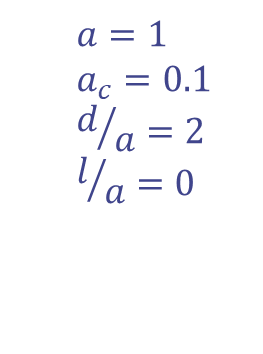 a = 1
a_c = 0.1
d/a = 2
l/a = 0